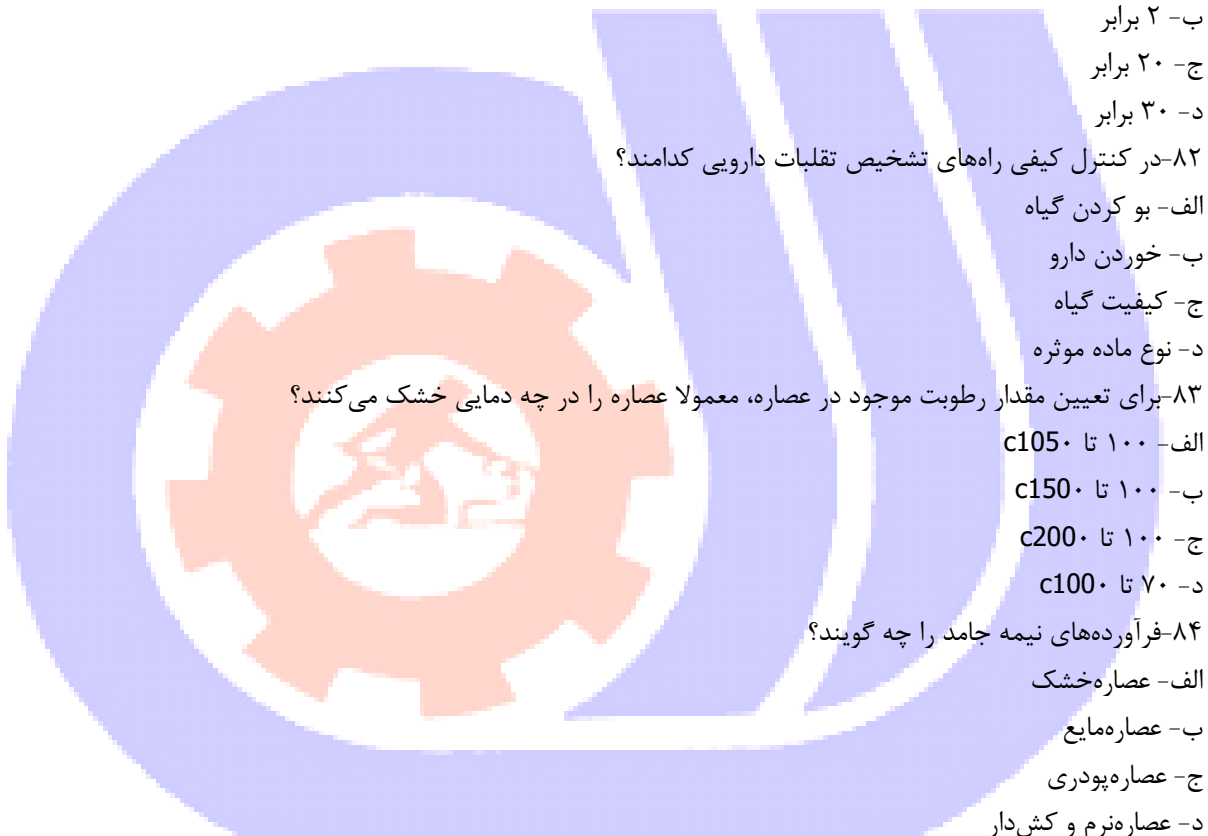 ب- ۲ برابر
ج- ۲۰ برابر
د- ۳۰ برابر
۸۲-در کنترل کیفی راه‌های تشخیص تقلبات دارویی کدامند؟
الف- بو کردن گیاه
ب- خوردن دارو
ج- کیفیت گیاه
د- نوع ماده موثره
۸۳-برای تعیین مقدار رطوبت موجود در عصاره، معمولا عصاره را در چه دمایی خشک می‌کنند؟
الف- ۱۰۰ تا c105۰
ب- ۱۰۰ تا c150۰
ج- ۱۰۰ تا c200۰
د- ۷۰ تا c100۰
۸۴-فرآورده‌های نیمه جامد را چه گویند؟
الف- عصاره‌خشک
ب- عصاره‌مایع
ج- عصاره‌پودری
د- عصاره‌نرم و کش‌دار